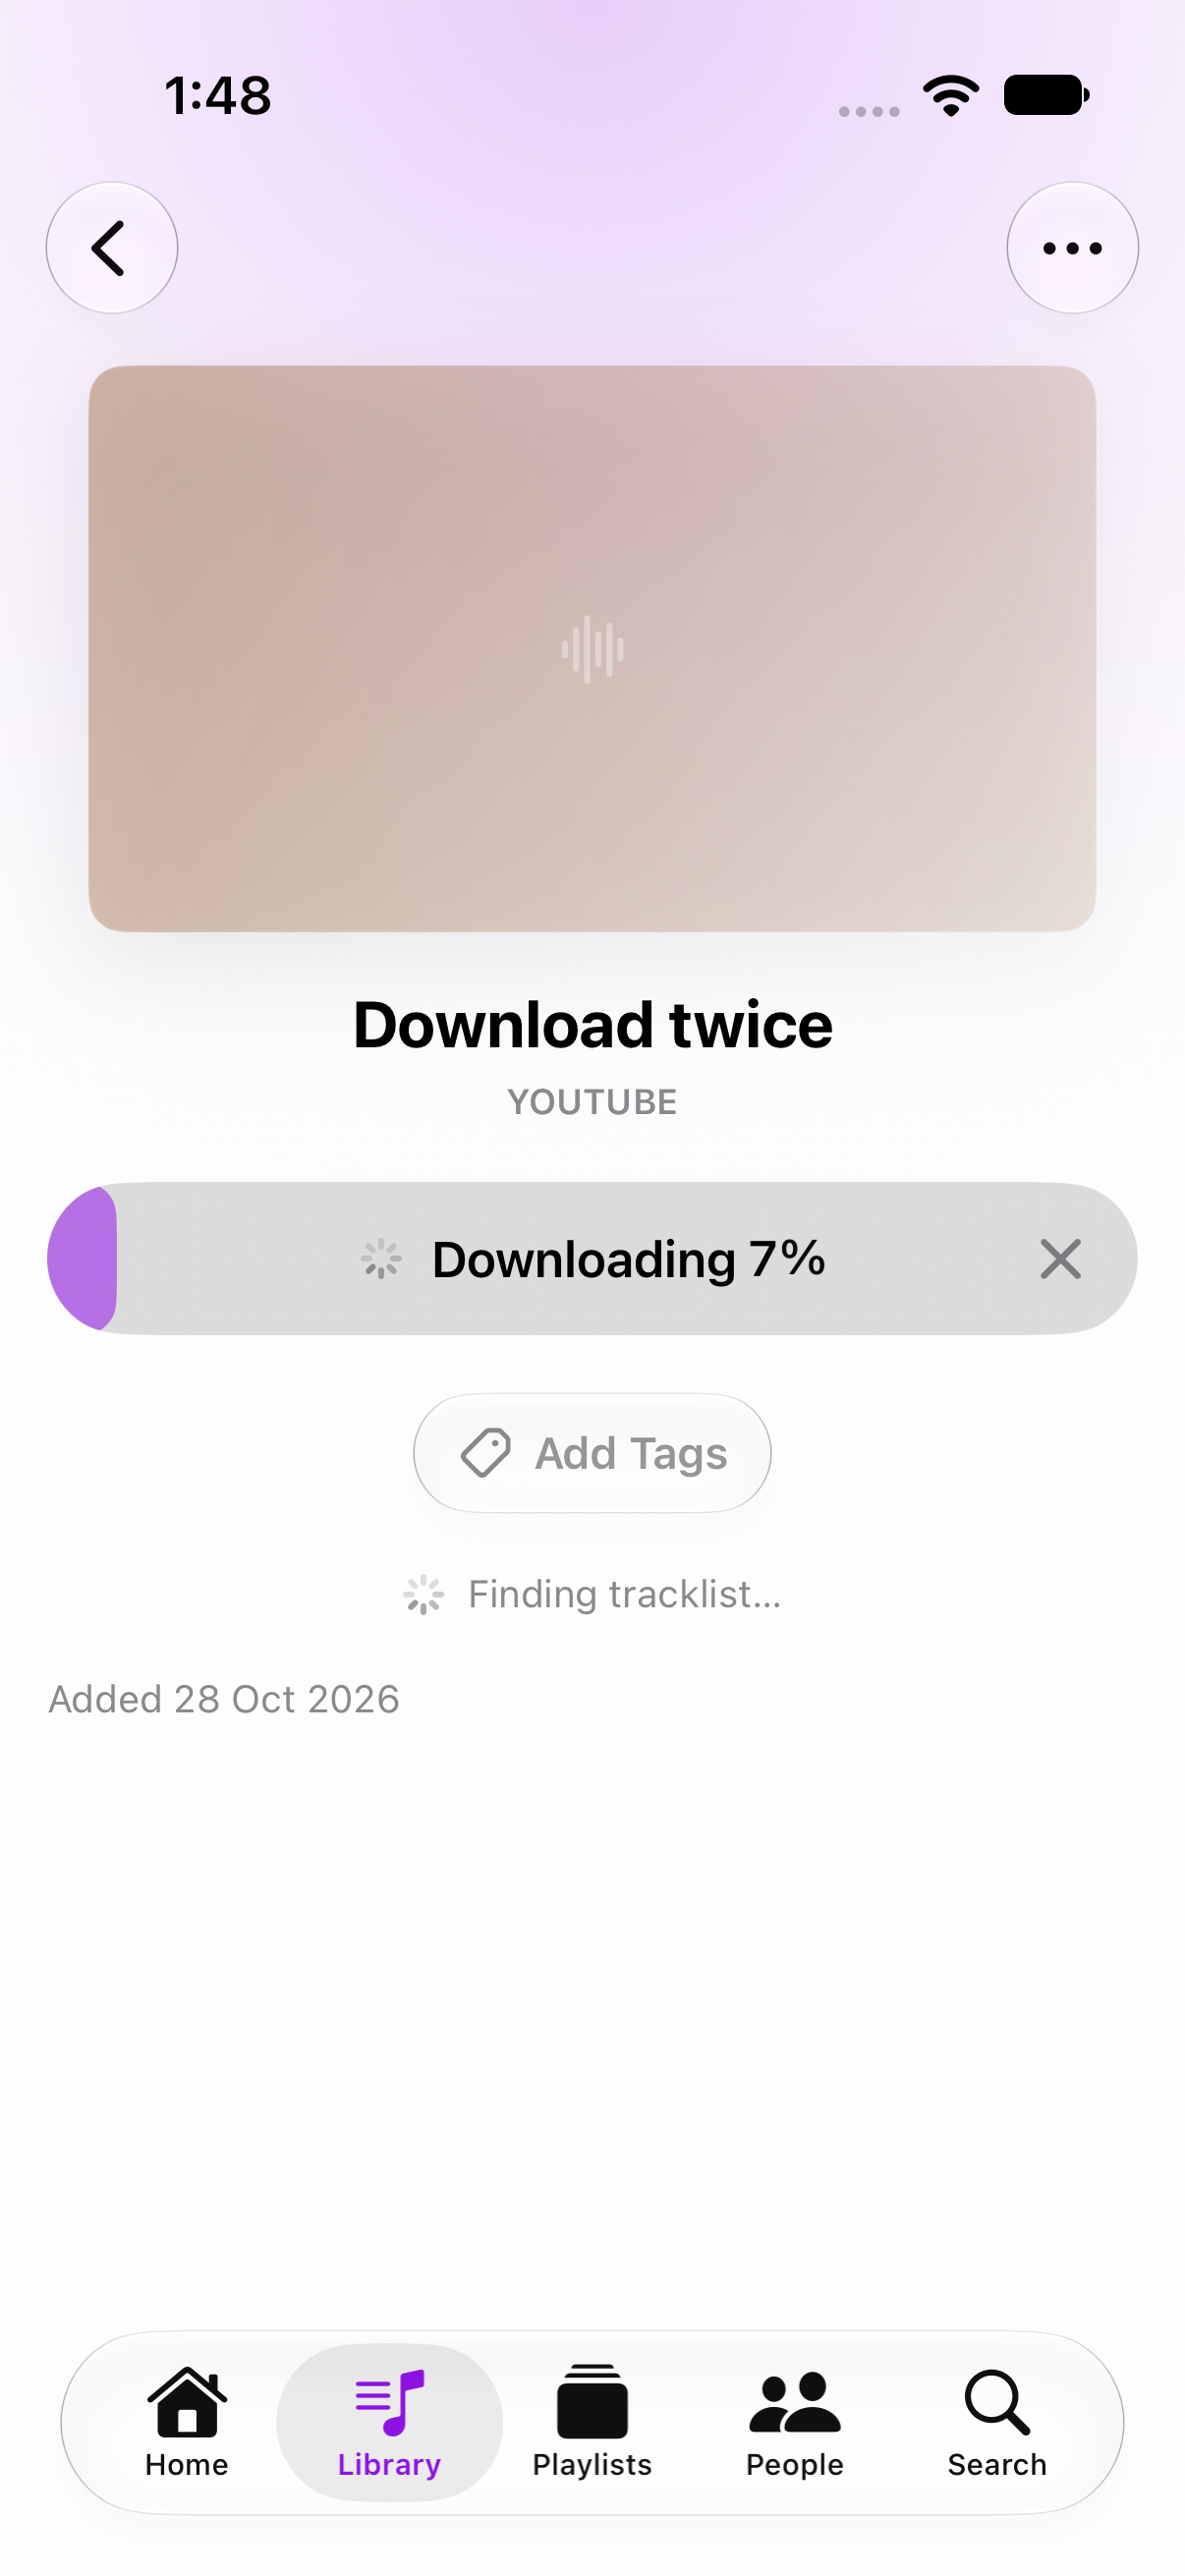 1:48
Download twice
YOUTUBE
Downloading 7%
Add Tags
Finding tracklist...
Added 28 Oct 2026
Home
Library
Playlists
People
Search